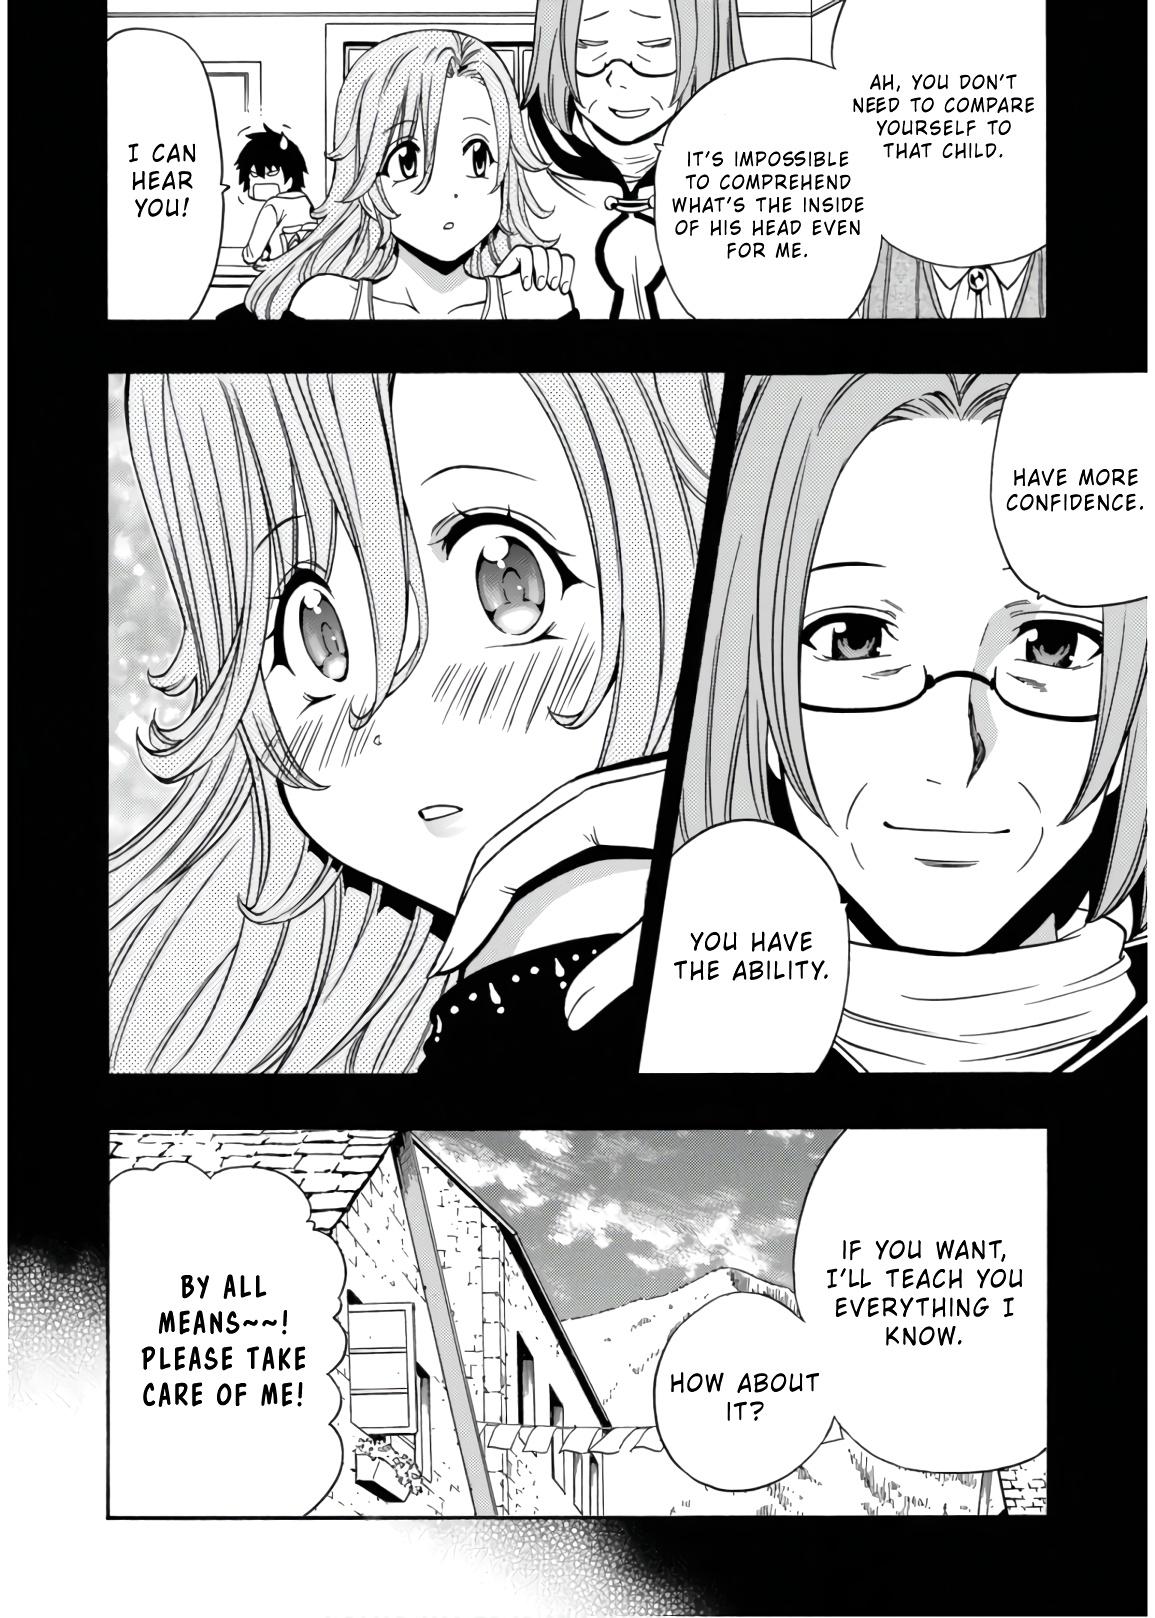 AH, YOU DON'T
NEED TO COMPARE
YOURSELF TO
THAT CHILD.
IT'S IMPOSSIBLE
TO COMPREHEND
WHAT'S THE INSIDE
OF HIS HEAD EVEN
FOR ME.
I CAN
HEAR
YOU!
HAVE MORE
CONFIDENCE.
YOU HAVE
THE ABILITY.
IF YOU WANT,
I'LL TEACH YOU
EVERYTHING I
KNOW.
HOW ABOUT
IT?
BY ALL
MEANS~~!
PLEASE TAKE
CARE OF ME!